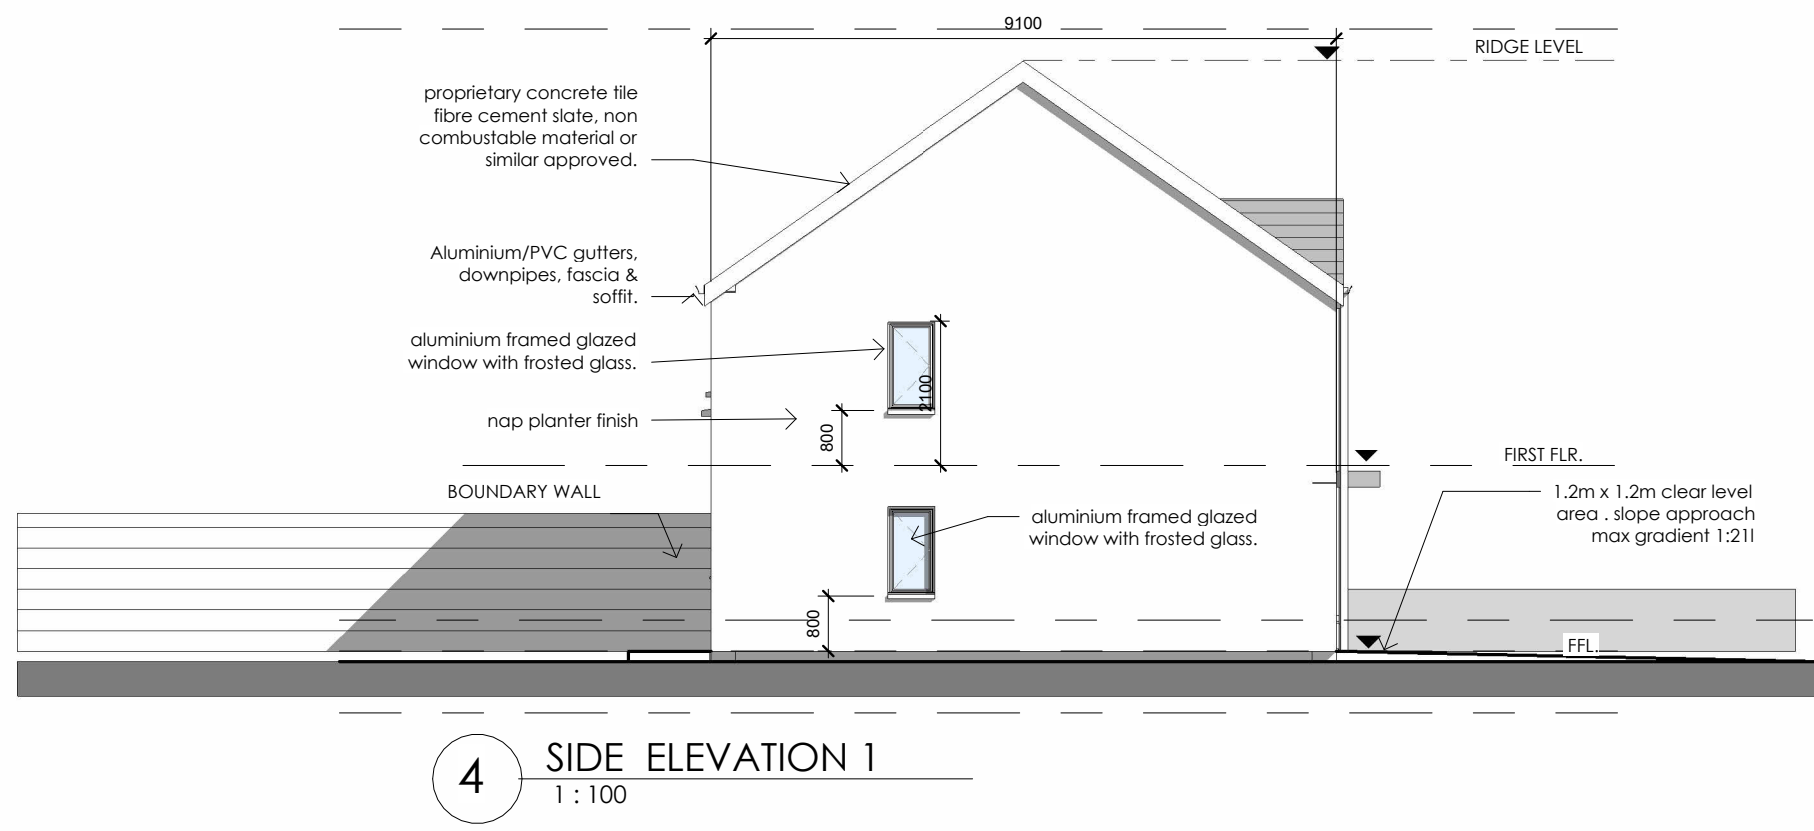 9100
RIDGE LEVEL
proprietary concrete tile
fibre cement slate, non
combustable material or
similar approved.
Aluminium/PVC gutters,
downpipes, fascia &
soffit.
aluminium framed glazed
window with frosted glass.
2100
nap planter finish
800
FIRST FLR.
BOUNDARY WALL
1.2m x 1.2m clear level
area . slope approach
max gradient 1:21l
aluminium framed glazed
window with frosted glass.
800
FFL.
4
SIDE ELEVATION 1
1 : 100